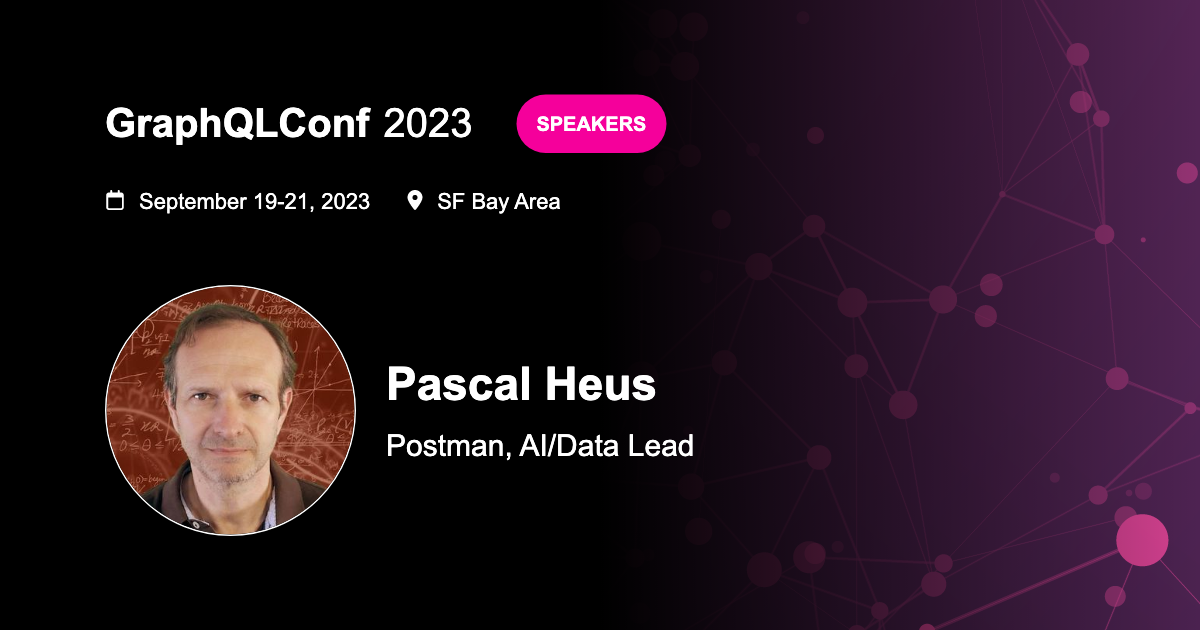 GraphQLConf 2023
SPEAKERS
September 19-21, 2023
SF Bay Area
Pascal Heus
Postman, AI/Data Lead